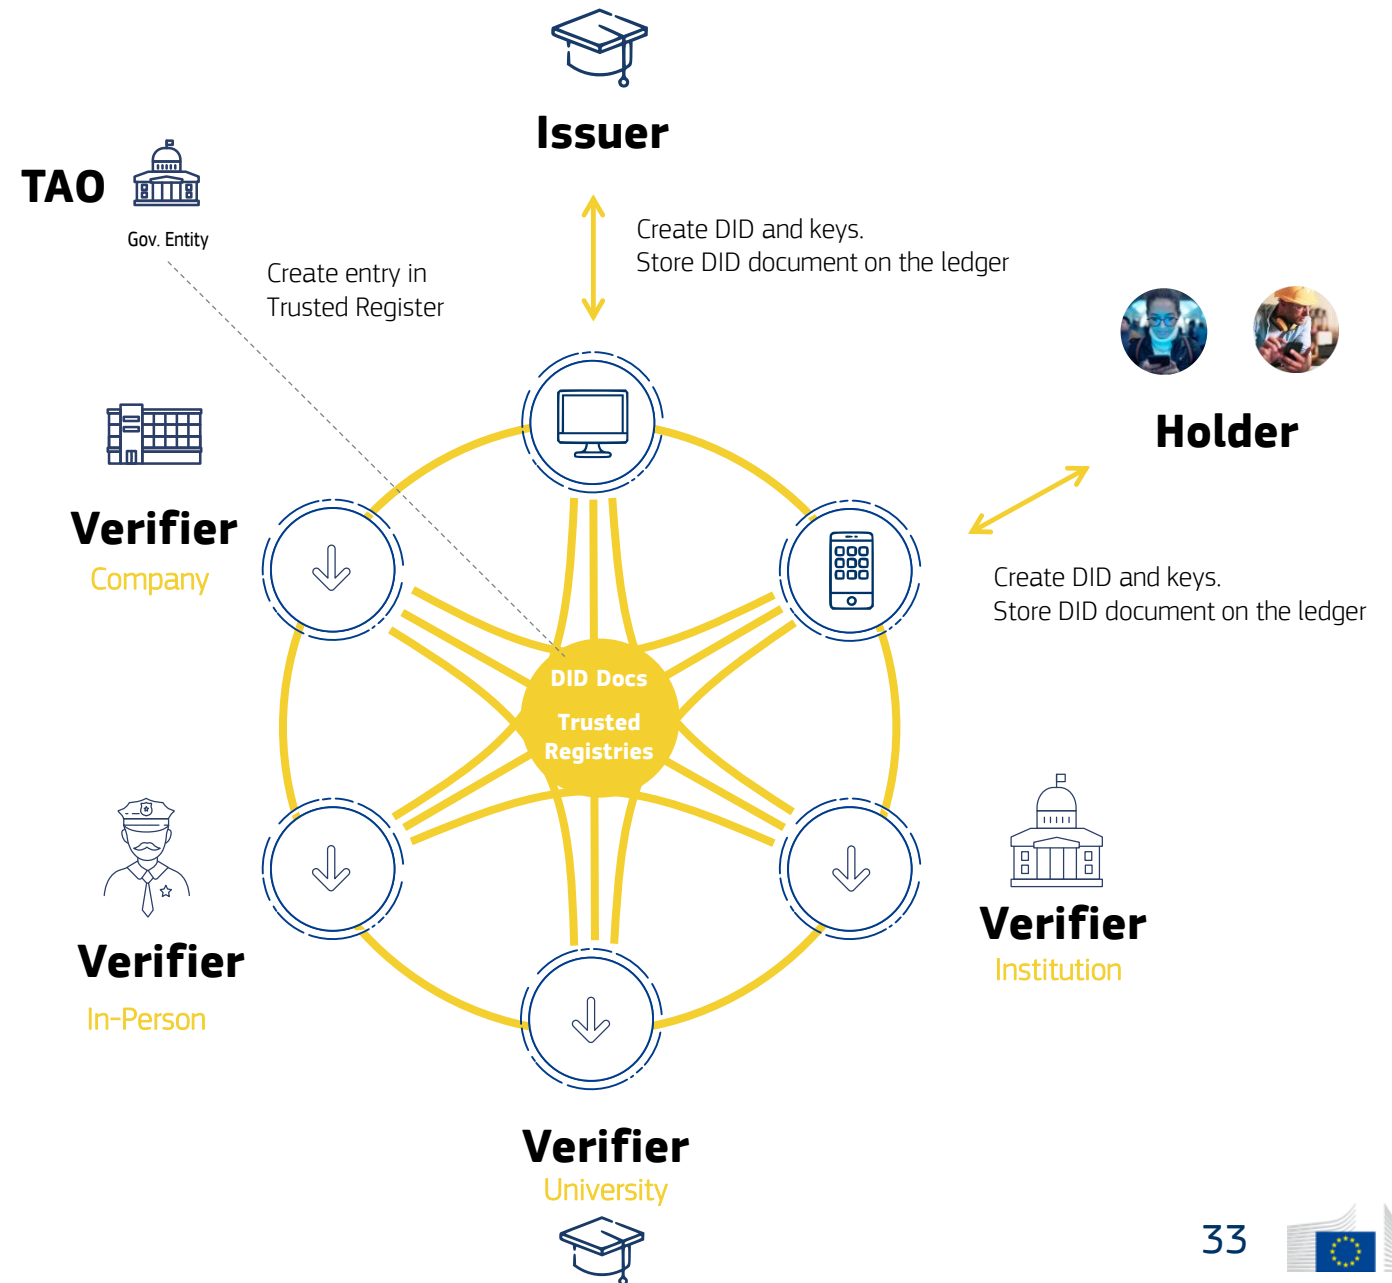 Issuer
TAO
Gov. Entity
Create DID and keys.
Store DID document on the ledger
Create entry in
Trusted Register
Holder
Verifier
Company
Create DID and keys.
Store DID document on the ledger
DID Docs
Trusted
Registries
Verifier
Institution
Verifier
In-Person
Verifier
University
33